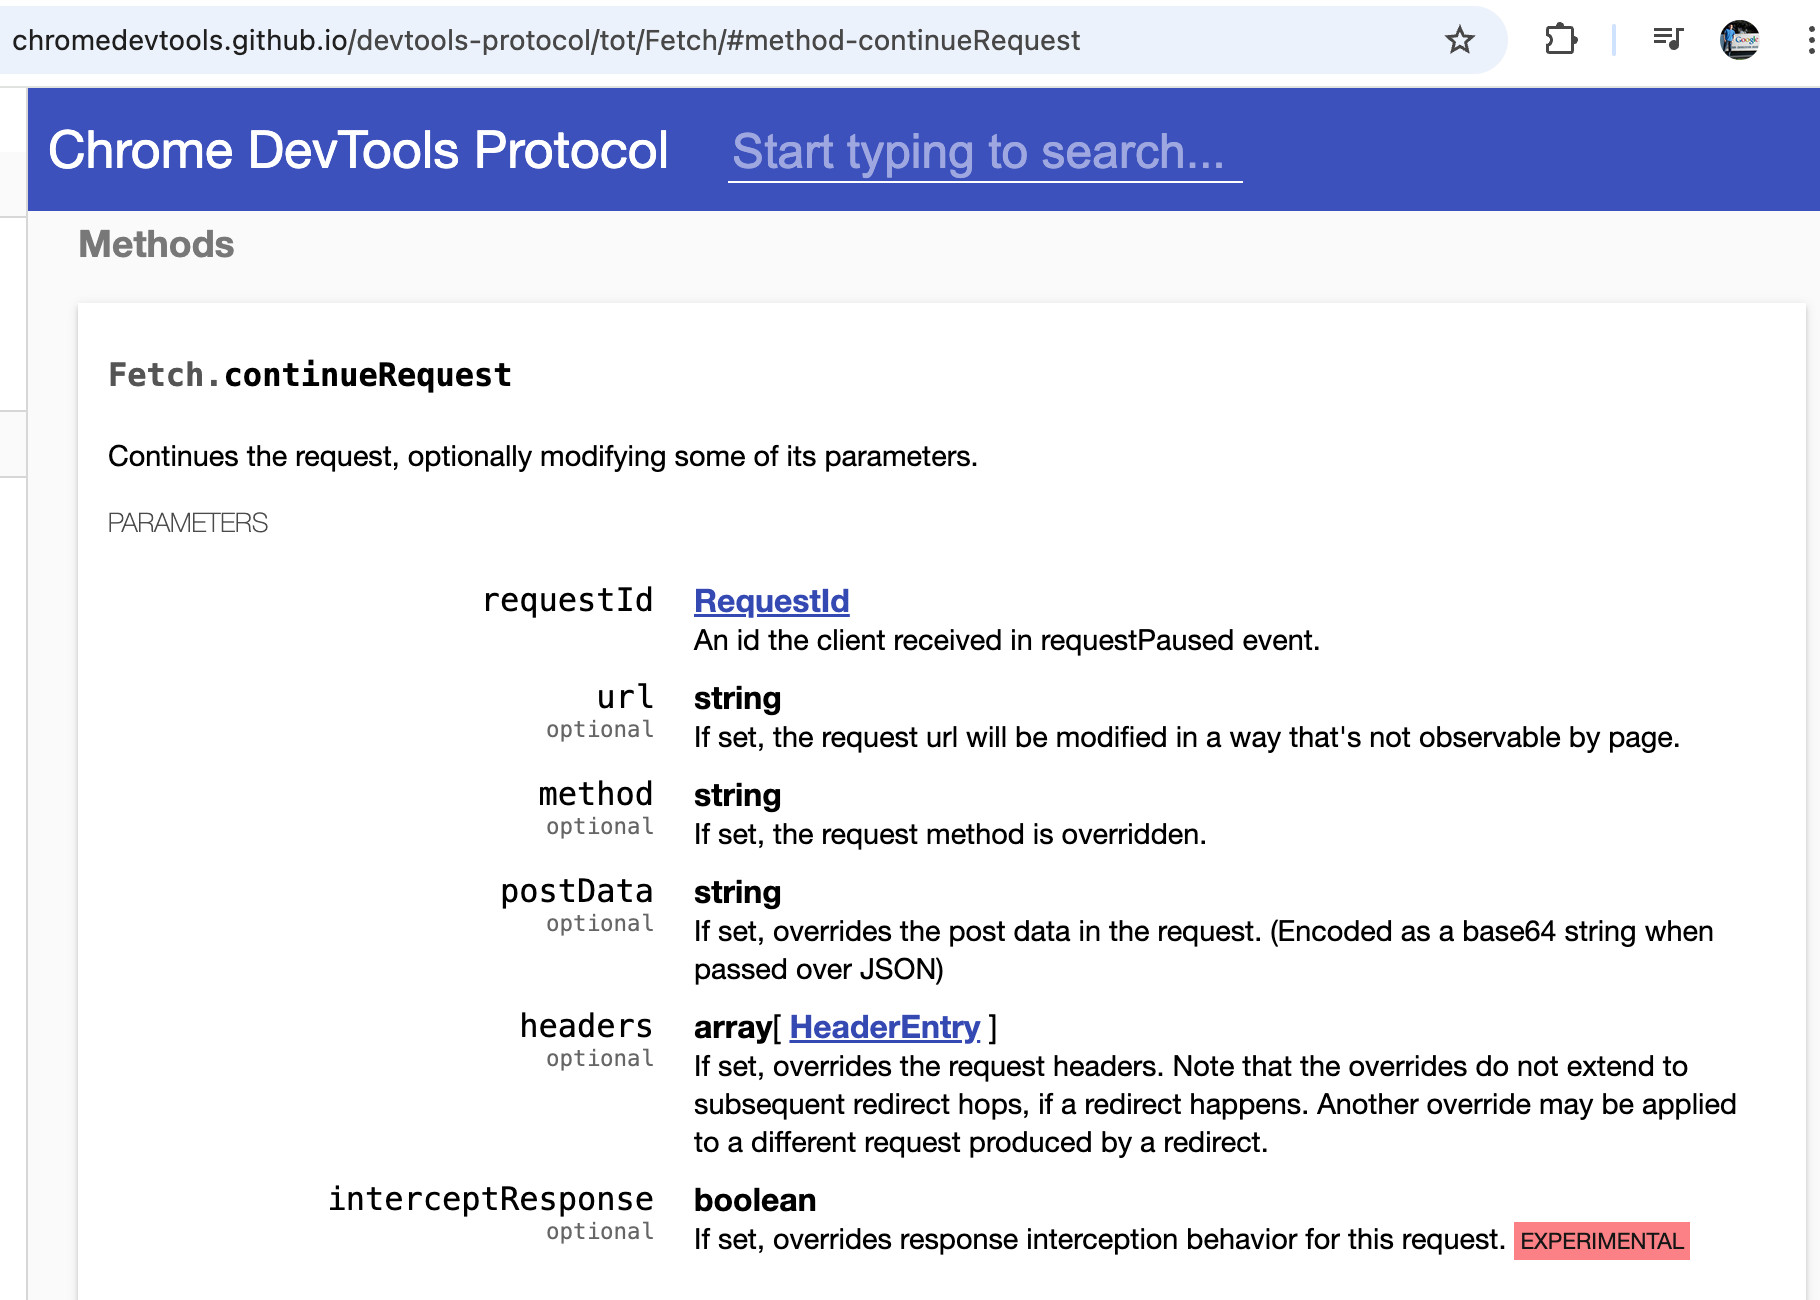 chromedevtools.github.io/devtools-protocol/tot/Fetch/#method-continueRequest
Google
Chrome DevTools Protocol
Start typing to search...
Methods
Fetch.continueRequest
Continues the request, optionally modifying some of its parameters.
PARAMETERS
requestId
RequestId
An id the client received in requestPaused event.
url
optional
string
If set, the request url will be modified in a way that's not observable by page.
method
optional
string
If set, the request method is overridden.
postData
optional
string
If set, overrides the post data in the request. (Encoded as a base64 string when
passed over JSON)
headers
optional
array[ HeaderEntry ]
If set, overrides the request headers. Note that the overrides do not extend to
subsequent redirect hops, if a redirect happens. Another override may be applied
to a different request produced by a redirect.
interceptResponse
optional
boolean
If set, overrides response interception behavior for this request. EXPERIMENTAL